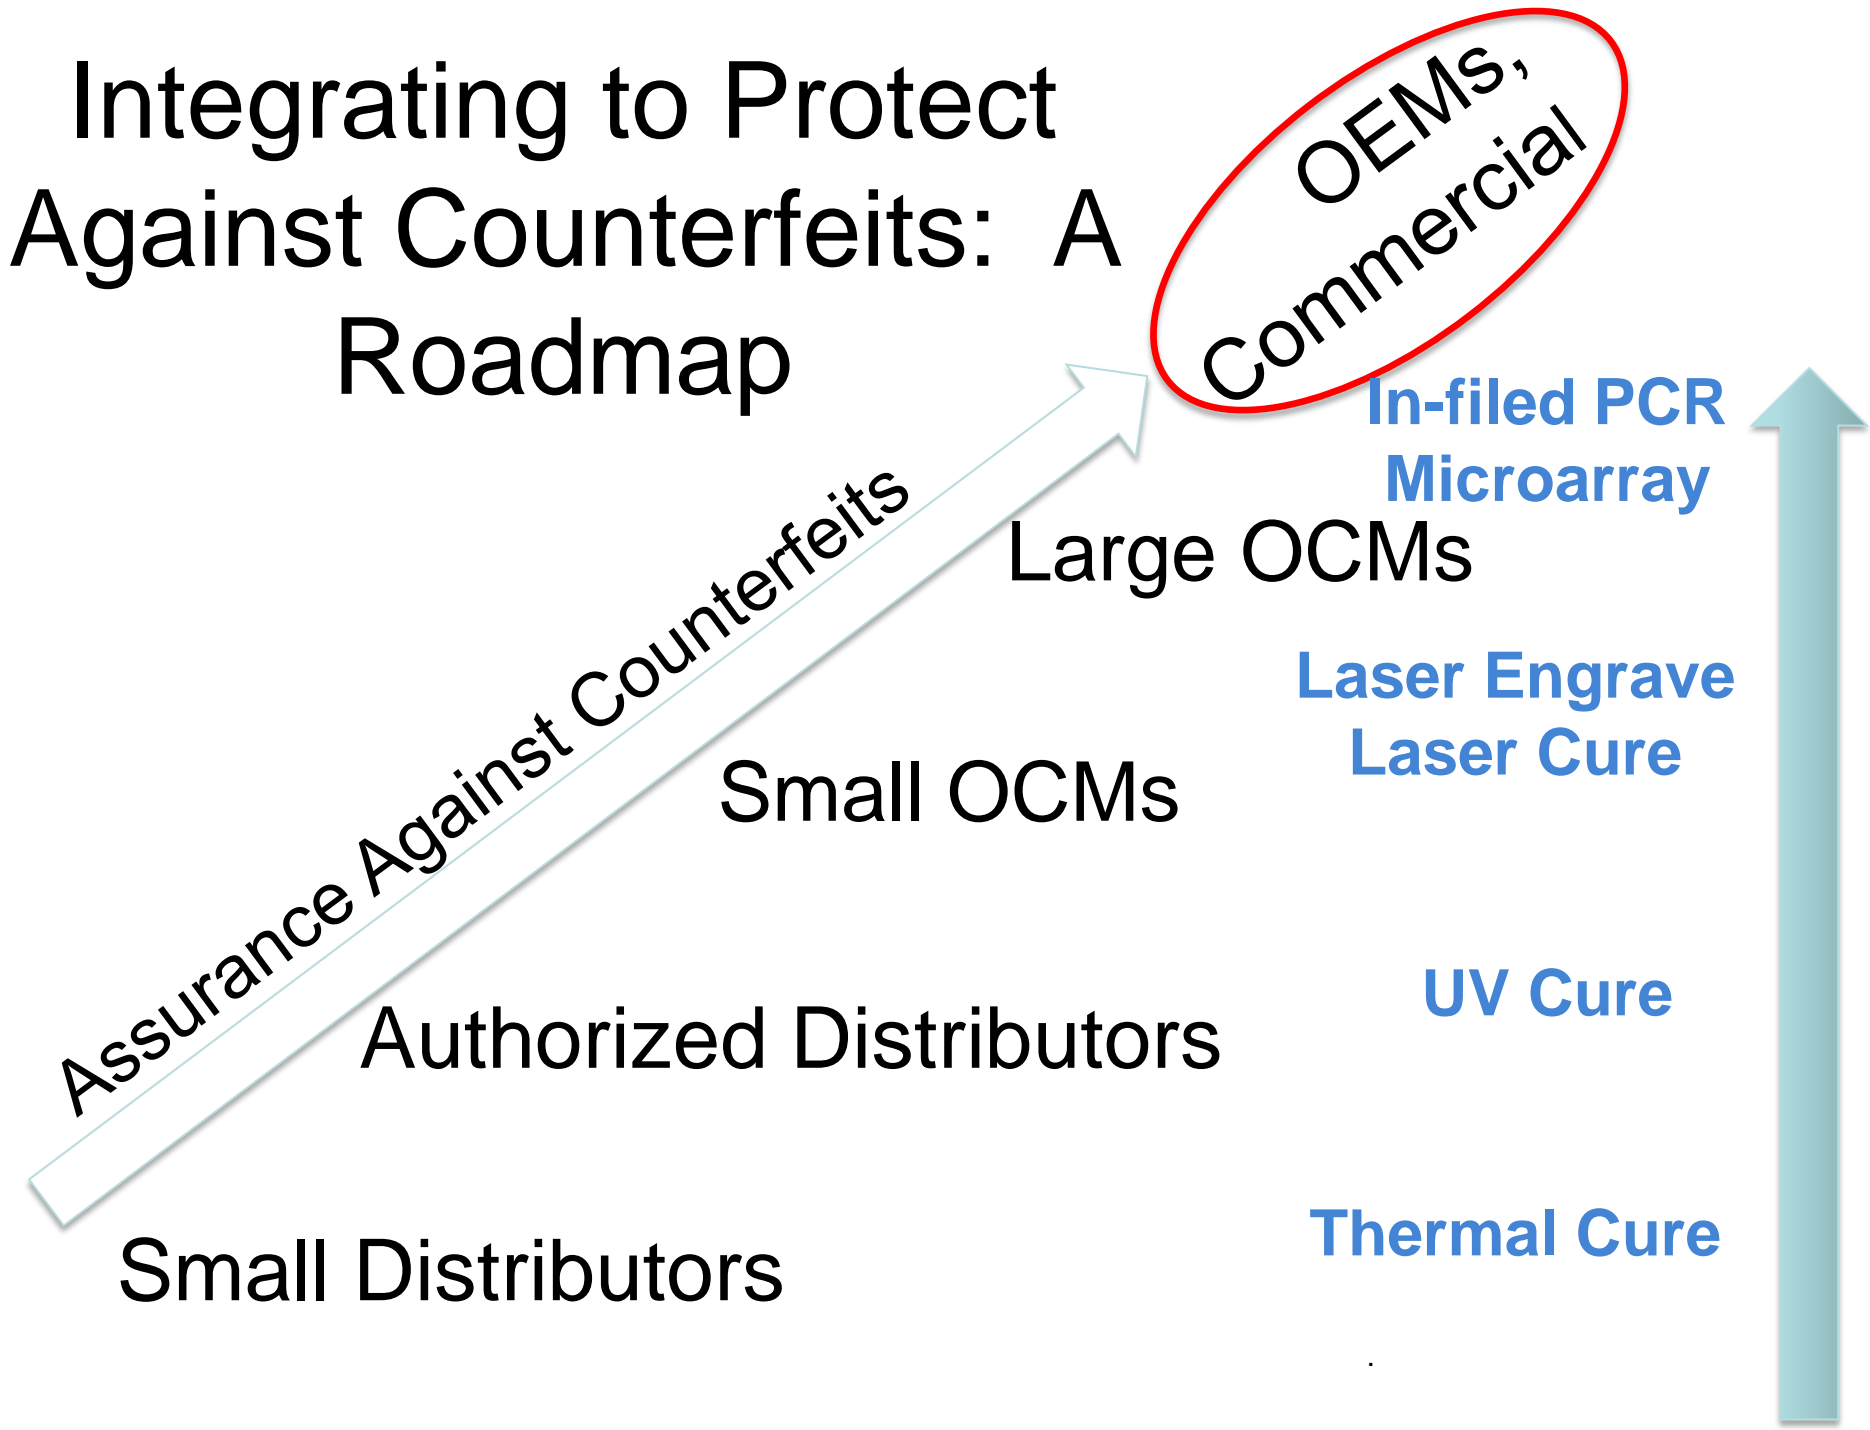 Integrating to Protect
Against Counterfeits:  A
Roadmap
OEMs,
Commercial
In-filed PCR
Microarray
Assurance Against Counterfeits
Large OCMs
Laser Engrave
Laser Cure
Small OCMs
UV Cure
Authorized Distributors
Thermal Cure
Small Distributors
.